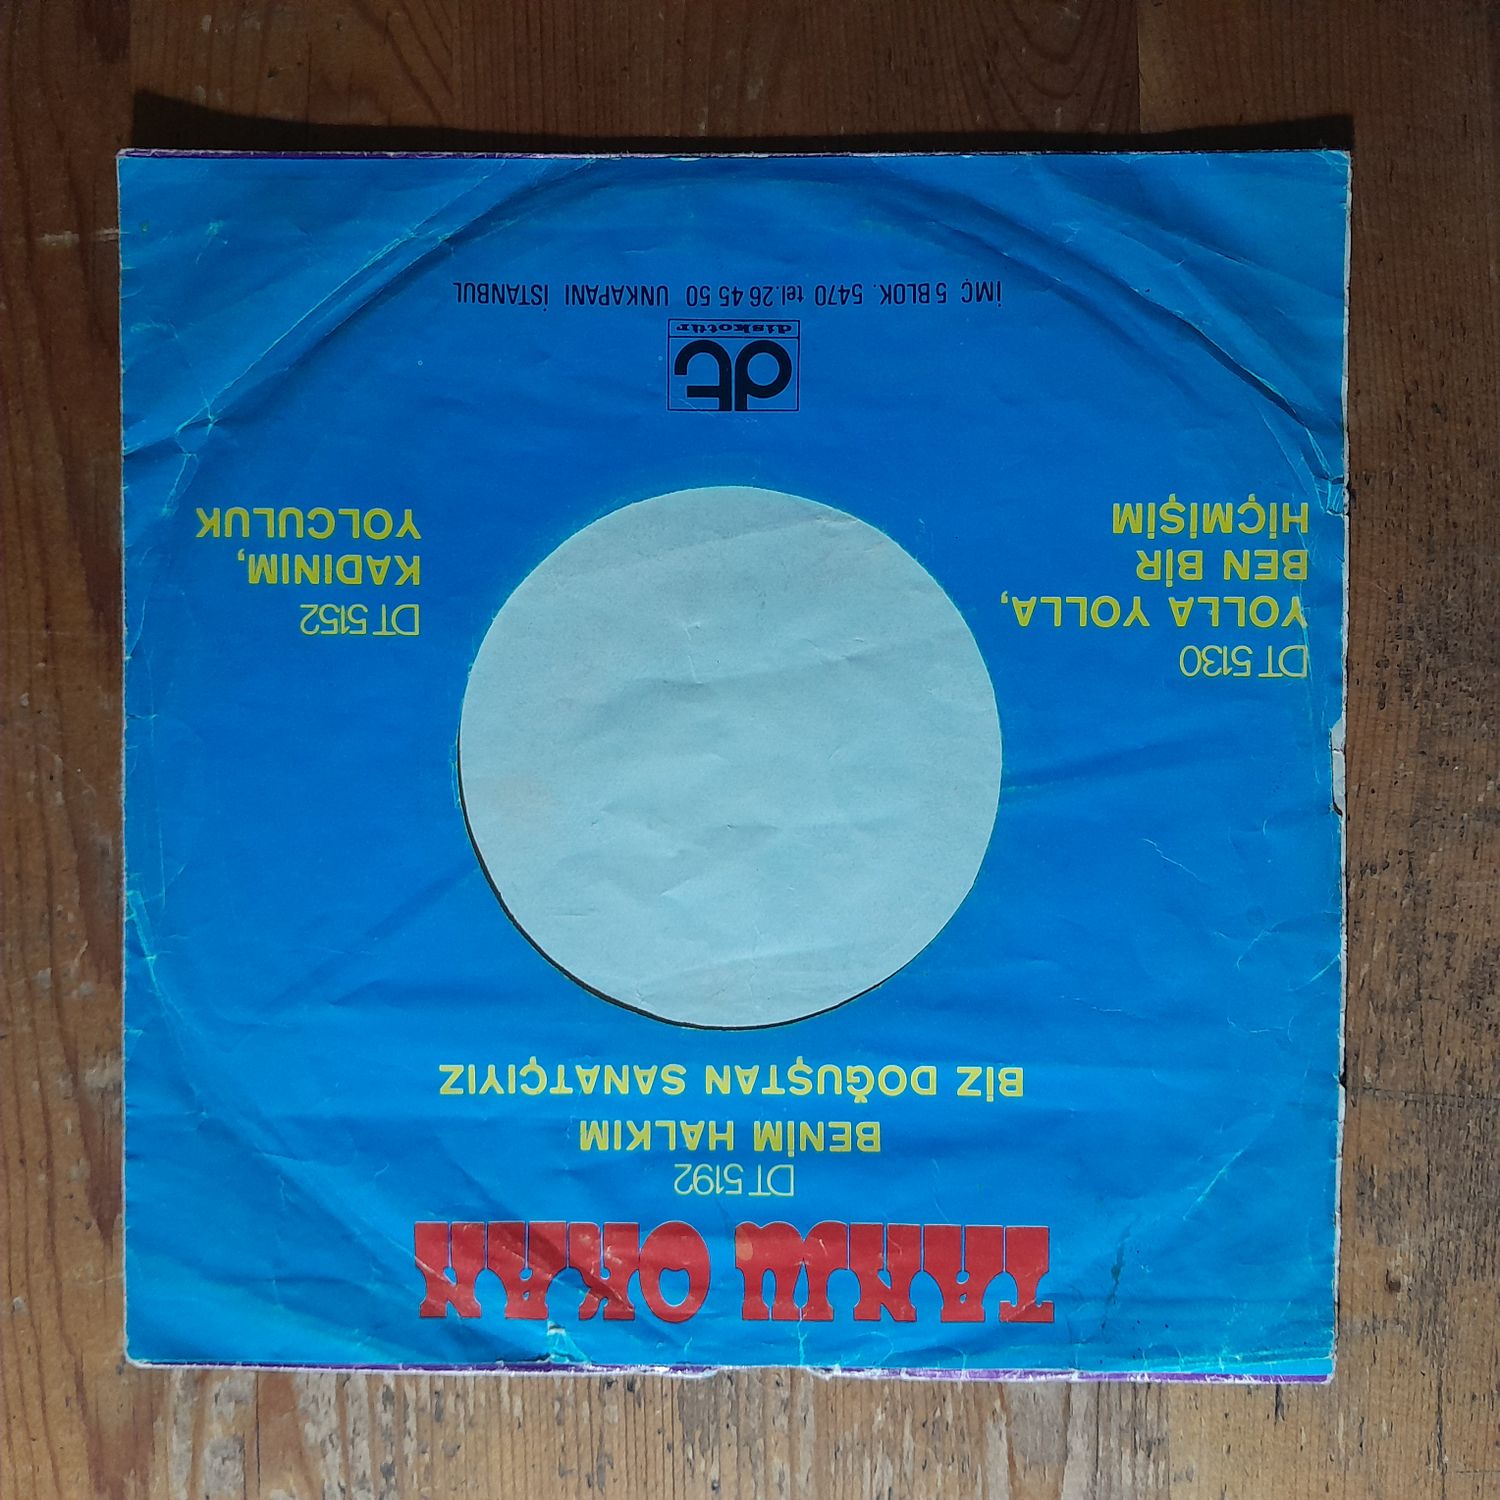 TANJU OKAN
DT 5192
BENİM HALKIM
BİZ DOĞUŞTAN SANATÇIYIZ
DT 5130
YOLLA YOLLA,
BEN BİR
HİÇMİŞİM
DT 5152
KADINIM,
YOLCULUK
dt
diskotür
İMÇ 5 BLOK. 5470 tel.26 45 50 UNKAPANI İSTANBUL